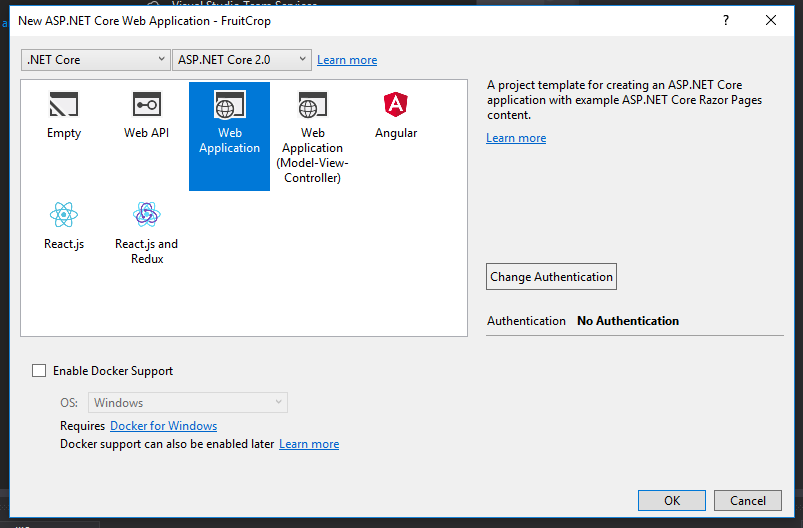 Visual Studio Team Services
New ASP.NET Core Web Application - FruitCrop
?
.NET Core
ASP.NET Core 2.0
Learn more
Empty
Web API
Web
Application
Web
Application
(Model-View-
Controller)
Angular
React.js
React.js and
Redux
A project template for creating an ASP.NET Core
application with example ASP.NET Core Razor Pages
content.
Learn more
Change Authentication
Authentication No Authentication
Enable Docker Support
OS: Windows
Requires Docker for Windows
Docker support can also be enabled later Learn more
OK
Cancel